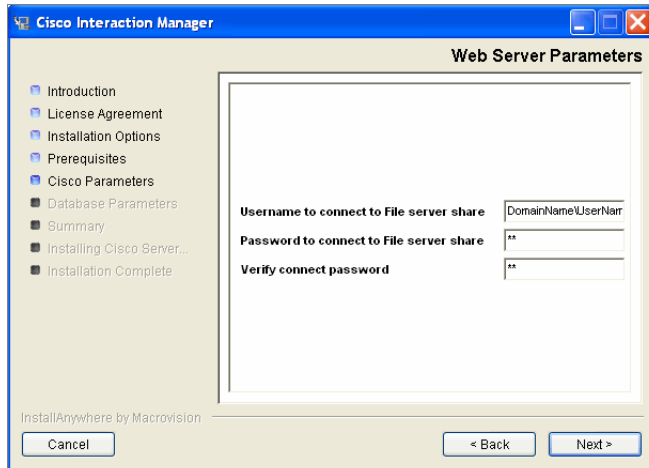 Cisco Interaction Manager
Web Server Parameters
Introduction
License Agreement
Installation Options
Prerequisites
Cisco Parameters
Database Parameters
Summary
Installing Cisco Server...
Installation Complete
Username to connect to File server share DomainName\UserNam
Password to connect to File server share **
Verify connect password **
InstallAnywhere by Macrovision
Cancel < Back Next >